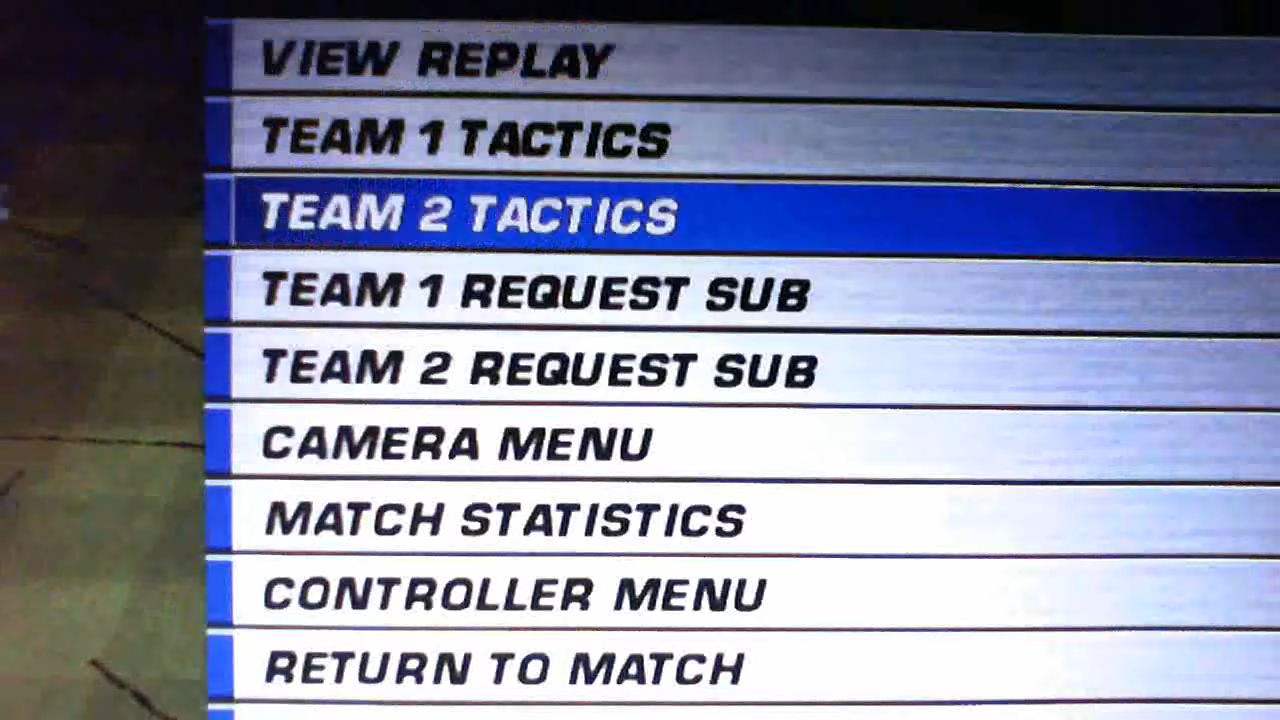 VIEW REPLAY
TEAM 1 TACTICS
TEAM 2 TACTICS
TEAM 1 REQUEST SUB
TEAM 2 REQUEST SUB
CAMERA MENU
MATCH STATISTICS
CONTROLLER MENU
RETURN TO MATCH